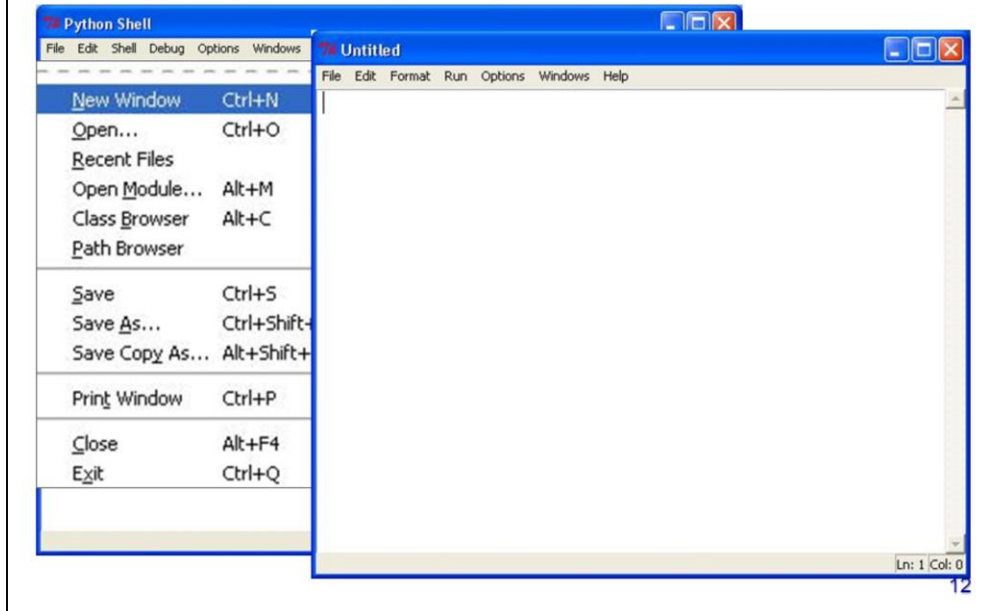 Python Shell
File Edit Shell Debug Options Windows
New Window Ctrl+N
Open... Ctrl+O
Recent Files
Open Module... Alt+M
Class Browser Alt+C
Path Browser
Save Ctrl+S
Save As... Ctrl+Shift+
Save Copy As... Alt+Shift+
Print Window Ctrl+P
Close Alt+F4
Exit Ctrl+Q
Untitled
File Edit Format Run Options Windows Help
Ln: 1 Col: 0
12